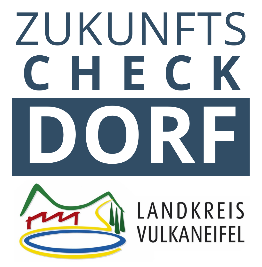 ZUKUNFTS
CHECK
DORF
LANDKREIS
VULKANEIFEL